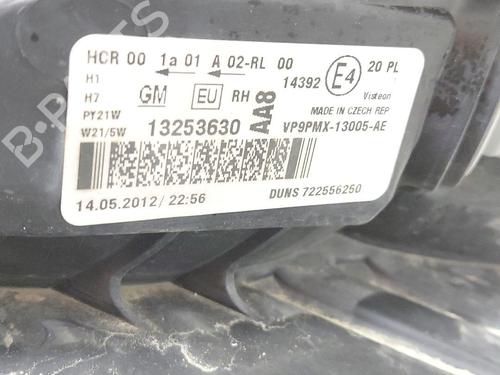 HCR 00 1a 01 A 02-RL 00
H1
H7
PY21W
W21/5W
GM EU RH
AA8
14392 E4 20 PL
Visteon
MADE IN CZECH REP
13253630
VP9PMX-13005-AE
14.05.2012/ 22:56
DUNS 722556250
B-PARTS